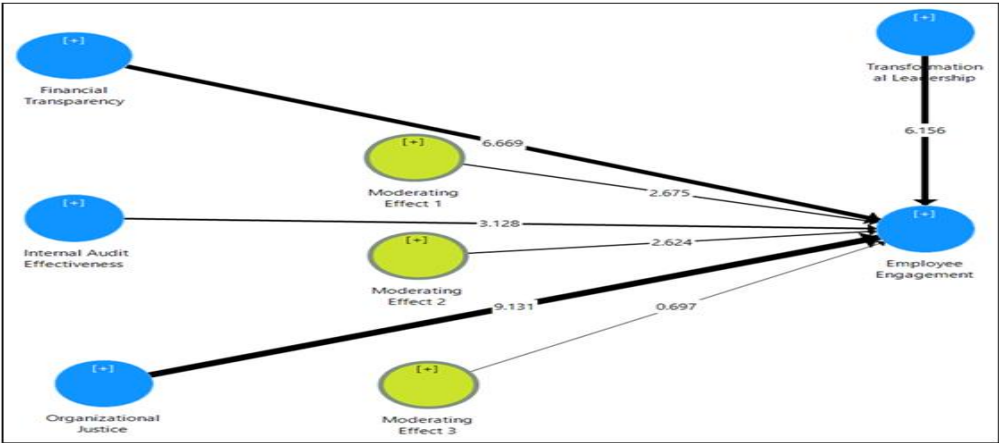 [+]
Financial
Transparency
[+]
Transformation
al Leadership
6.156
6.669
[+]
Moderating
Effect 1
2.675
[+]
Internal Audit
Effectiveness
3.128
[+]
Moderating
Effect 2
2.624
[+]
Employee
Engagement
9.131
0.697
[+]
Organizational
Justice
[+]
Moderating
Effect 3